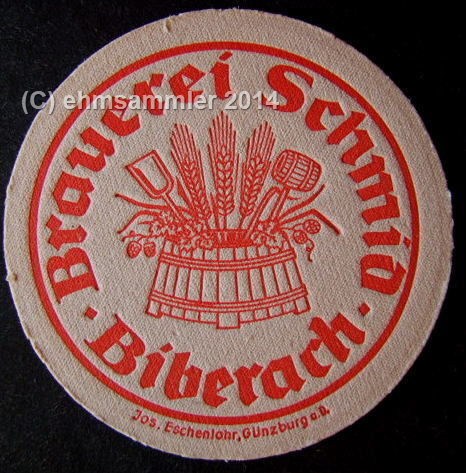 (C) ehmsammler 2014
Brauerei Schmid
· Biberach ·
Jos. Eschenlohr, Günzburg a.D.